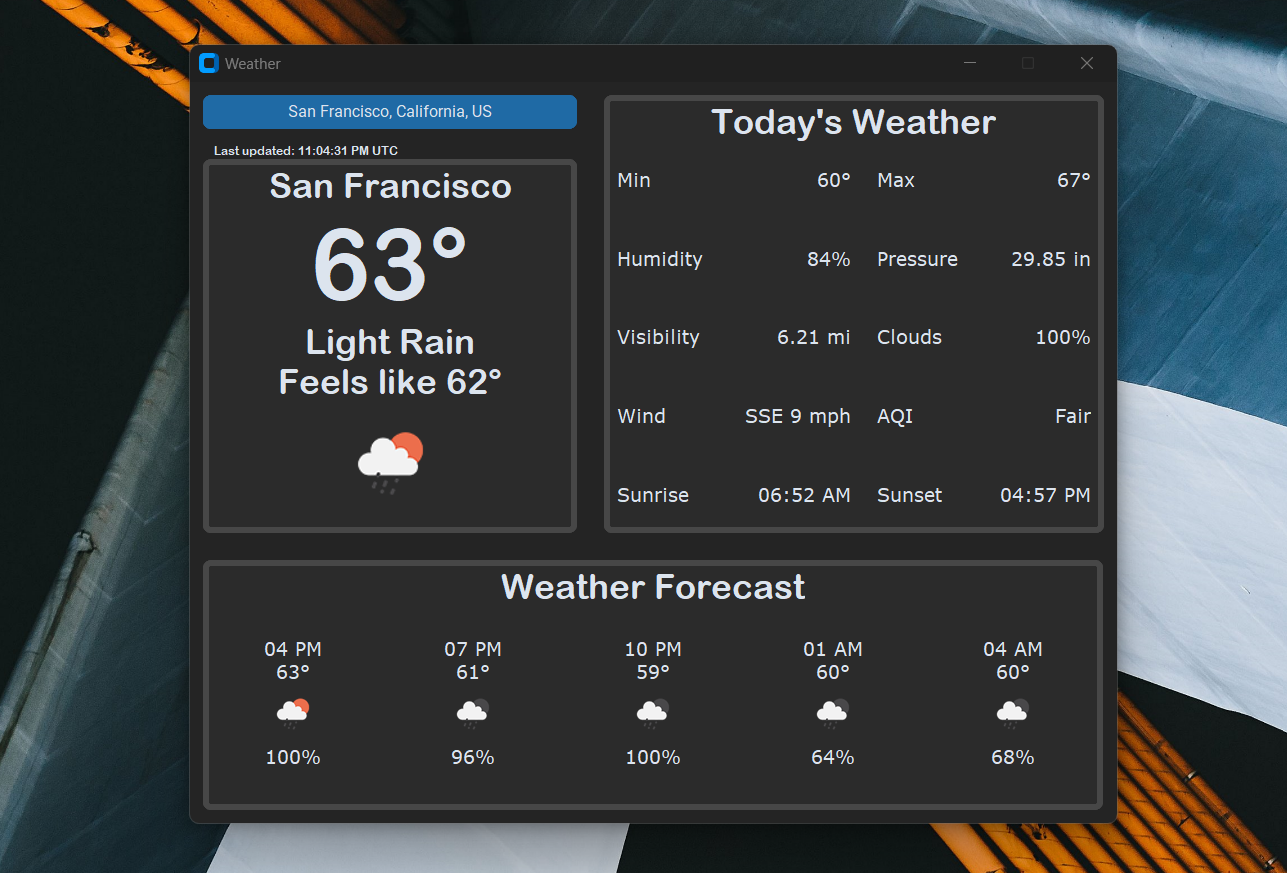 Weather
San Francisco, California, US
Last updated: 11:04:31 PM UTC
San Francisco
63°
Light Rain
Feels like 62°
Today's Weather
Min 60° Max 67°
Humidity 84% Pressure 29.85 in
Visibility 6.21 mi Clouds 100%
Wind SSE 9 mph AQI Fair
Sunrise 06:52 AM Sunset 04:57 PM
Weather Forecast
04 PM 07 PM 10 PM 01 AM 04 AM
63° 61° 59° 60° 60°
100% 96% 100% 64% 68%